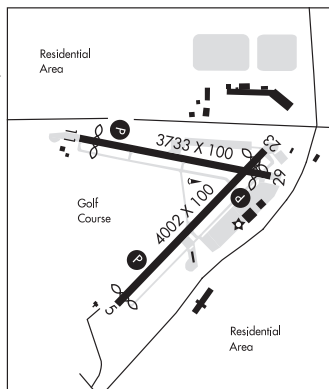 Residential
Area
P
11
3733 X 100
23
29
Golf
Course
P
4002 X 100
P
5
Residential
Area